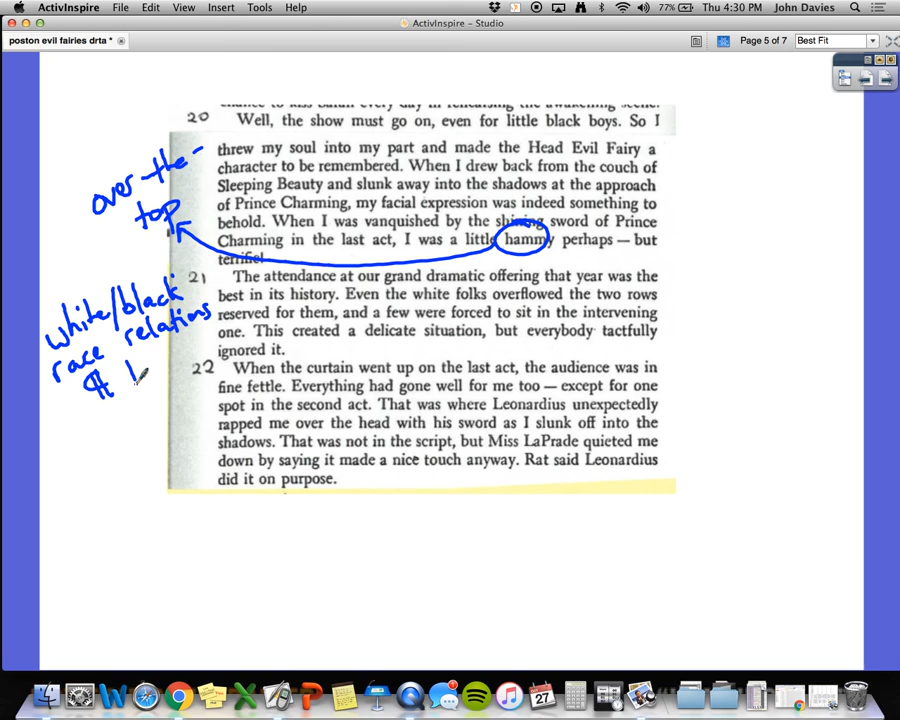 ActivInspire File Edit View Insert Tools Help 77% Thu 4:30 PM John Davies
ActivInspire - Studio
poston evil fairies drta * Page 5 of 7 Best Fit
chance to kiss Sarah every day in rehearsing the awakening scene.
20 Well, the show must go on, even for little black boys. So I
threw my soul into my part and made the Head Evil Fairy a
character to be remembered. When I drew back from the couch of
Sleeping Beauty and slunk away into the shadows at the approach
of Prince Charming, my facial expression was indeed something to
behold. When I was vanquished by the shining sword of Prince
Charming in the last act, I was a little hammy perhaps — but
terrific!
21 The attendance at our grand dramatic offering that year was the
best in its history. Even the white folks overflowed the two rows
reserved for them, and a few were forced to sit in the intervening
one. This created a delicate situation, but everybody tactfully
ignored it.
22 When the curtain went up on the last act, the audience was in
fine fettle. Everything had gone well for me too — except for one
spot in the second act. That was where Leonardius unexpectedly
rapped me over the head with his sword as I slunk off into the
shadows. That was not in the script, but Miss LaPrade quieted me
down by saying it made a nice touch anyway. Rat said Leonardius
did it on purpose.
over-the-
top
white/black
race relations
¶ 1
27